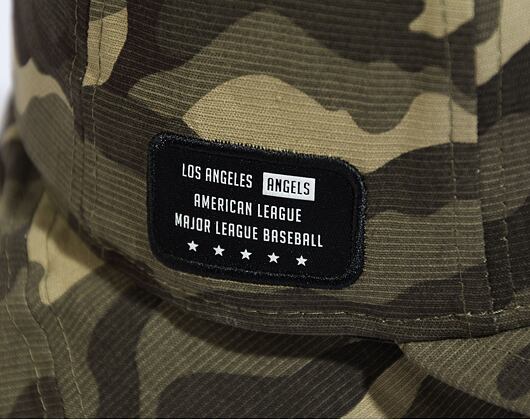 LOS ANGELES ANGELS
AMERICAN LEAGUE
MAJOR LEAGUE BASEBALL